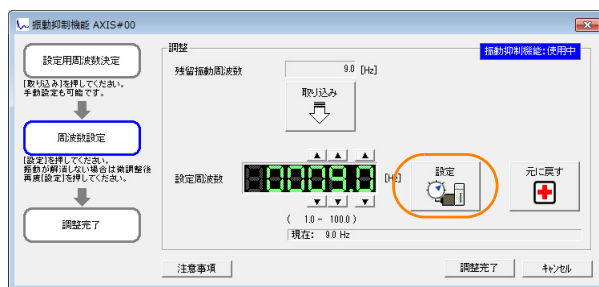 振動抑制機能 AXIS#00
設定用周波数決定
[取り込み]を押してください。
手動設定も可能です。
周波数設定
[設定]を押してください。
振動が解消しない場合は微調整後
再度[設定]を押してください。
調整完了
調整
振動抑制機能:使用中
残留振動周波数 9.0 [Hz]
取り込み
設定周波数 0009.0 [Hz]
設定
元に戻す
( 1.0 - 100.0 )
現在: 9.0 Hz
注意事項
調整完了
キャンセル